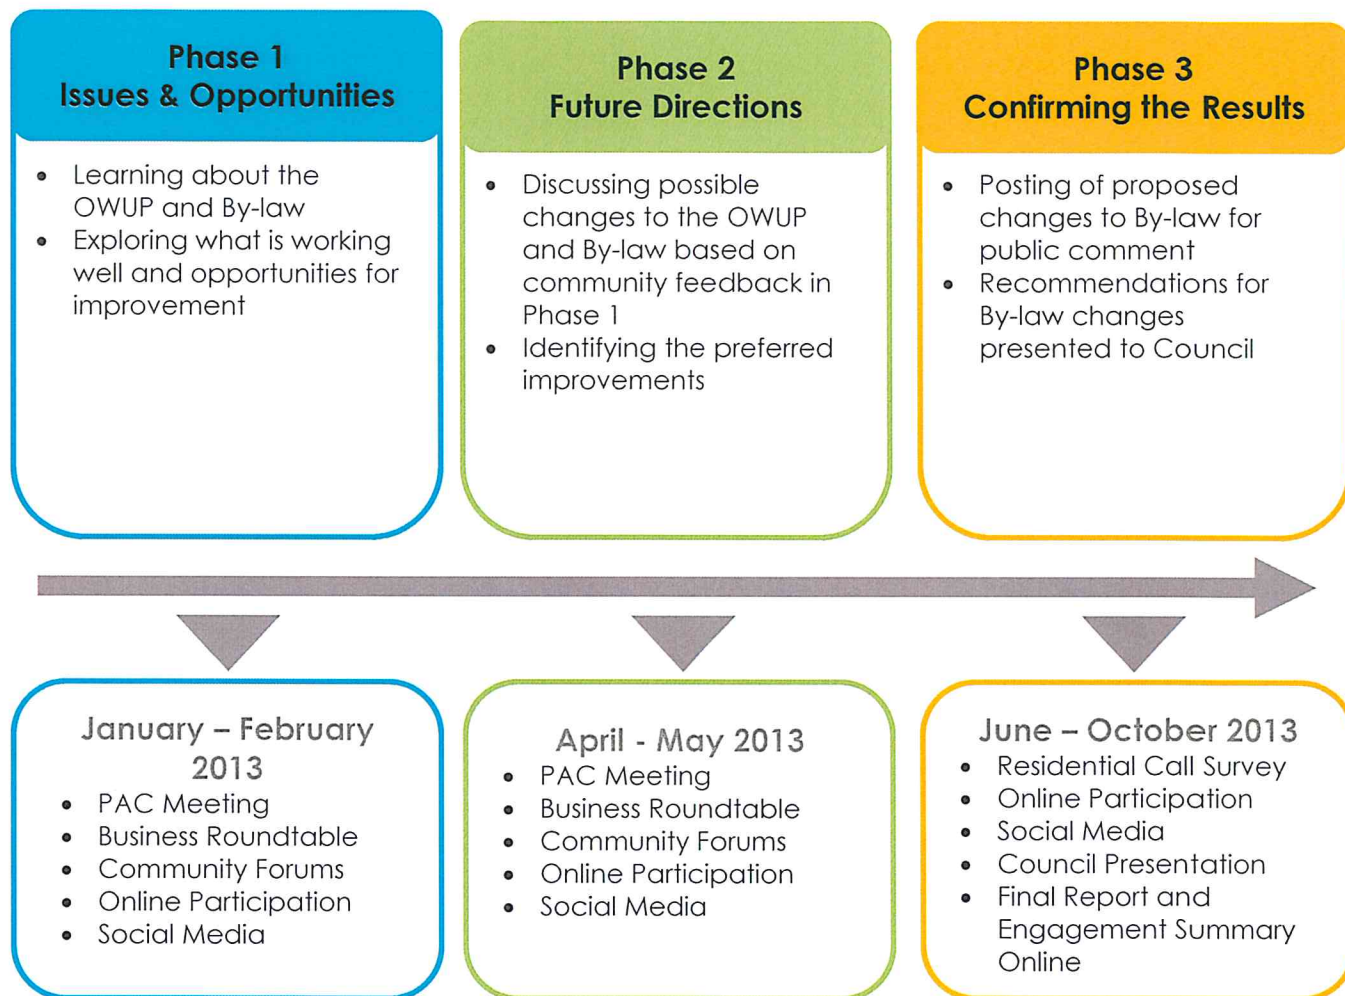 Phase 1
Issues & Opportunities
• Learning about the
OWUP and By-law
• Exploring what is working
well and opportunities for
improvement
Phase 2
Future Directions
• Discussing possible
changes to the OWUP
and By-law based on
community feedback in
Phase 1
• Identifying the preferred
improvements
Phase 3
Confirming the Results
• Posting of proposed
changes to By-law for
public comment
• Recommendations for
By-law changes
presented to Council
January – February
2013
• PAC Meeting
• Business Roundtable
• Community Forums
• Online Participation
• Social Media
April - May 2013
• PAC Meeting
• Business Roundtable
• Community Forums
• Online Participation
• Social Media
June – October 2013
• Residential Call Survey
• Online Participation
• Social Media
• Council Presentation
• Final Report and
Engagement Summary
Online